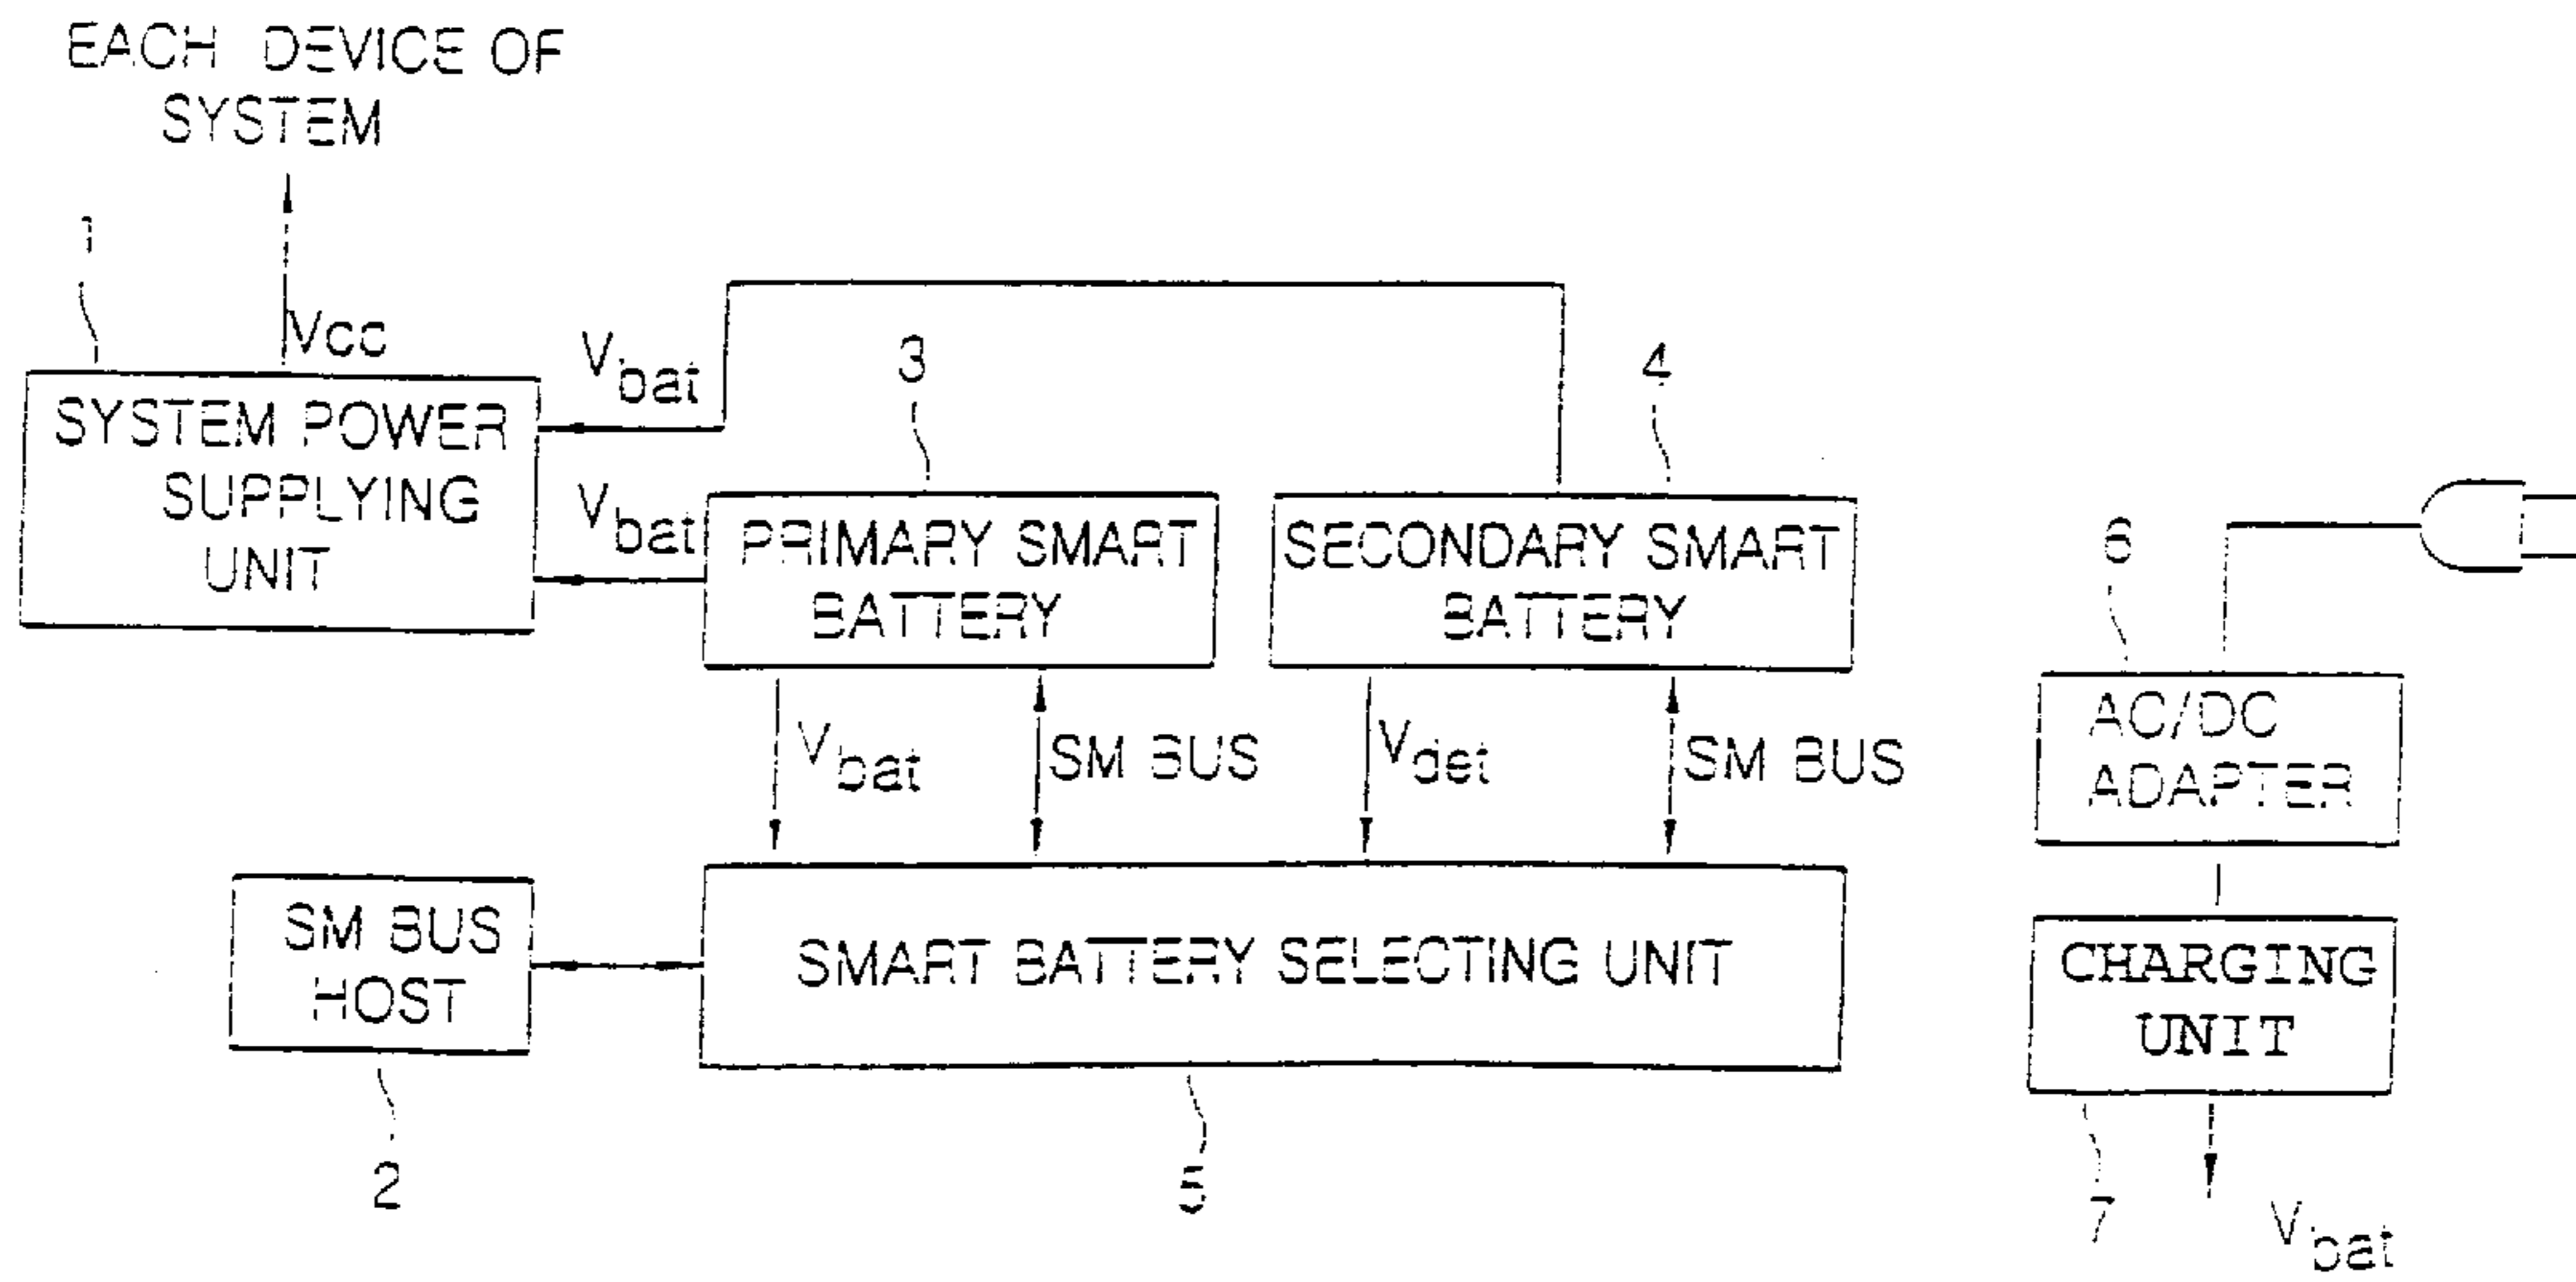 EACH DEVICE OF
SYSTEM
1
Vcc
Vbat
3
4
SYSTEM POWER
SUPPLYING
UNIT
Vbat
PRIMARY SMART
BATTERY
SECONDARY SMART
BATTERY
6
AC/DC
ADAPTER
Vbat
SM BUS
Vdet
SM BUS
SM BUS
HOST
SMART BATTERY SELECTING UNIT
CHARGING
UNIT
2
5
7
Vbat